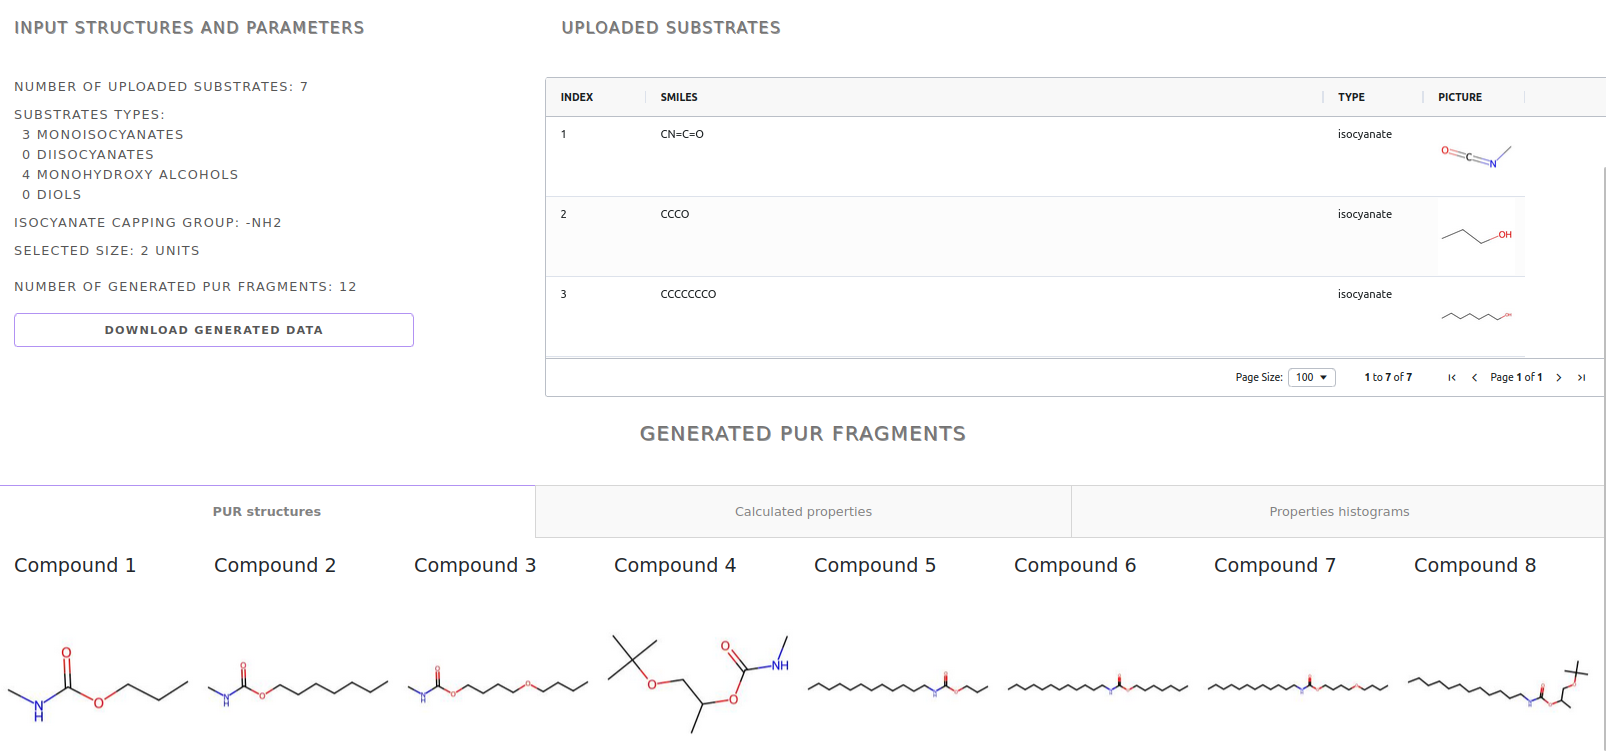 INPUT STRUCTURES AND PARAMETERS
UPLOADED SUBSTRATES
NUMBER OF UPLOADED SUBSTRATES: 7
SUBSTRATES TYPES:
3 MONOISOCYANATES
0 DIISOCYANATES
4 MONOHYDROXY ALCOHOLS
0 DIOLS
ISOCYANATE CAPPING GROUP: -NH2
SELECTED SIZE: 2 UNITS
NUMBER OF GENERATED PUR FRAGMENTS: 12
DOWNLOAD GENERATED DATA
INDEX SMILES TYPE PICTURE
1 CN=C=O isocyanate O C N
2 CCCO isocyanate OH
3 CCCCCCCO isocyanate OH
Page Size: 100 1 to 7 of 7 Page 1 of 1
GENERATED PUR FRAGMENTS
PUR structures Calculated properties Properties histograms
Compound 1 Compound 2 Compound 3 Compound 4 Compound 5 Compound 6 Compound 7 Compound 8
O N H O
O N H O
O N H O O
O O NH O
O N H O
O N H O
O N H O O
O O N H O